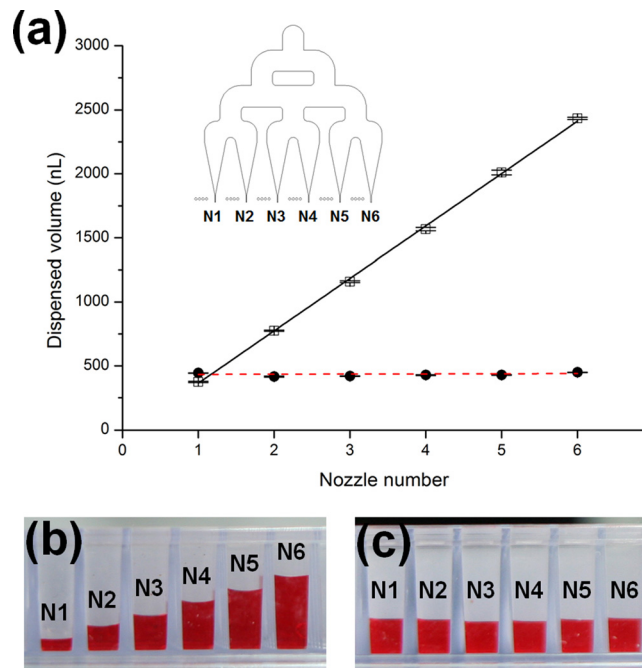 (a)
3000
2500
2000
1500
1000
500
0
Dispensed volume (nL)
N1 N2 N3 N4 N5 N6
0 1 2 3 4 5 6
Nozzle number
(b)
N1 N2 N3 N4 N5 N6
(c)
N1 N2 N3 N4 N5 N6